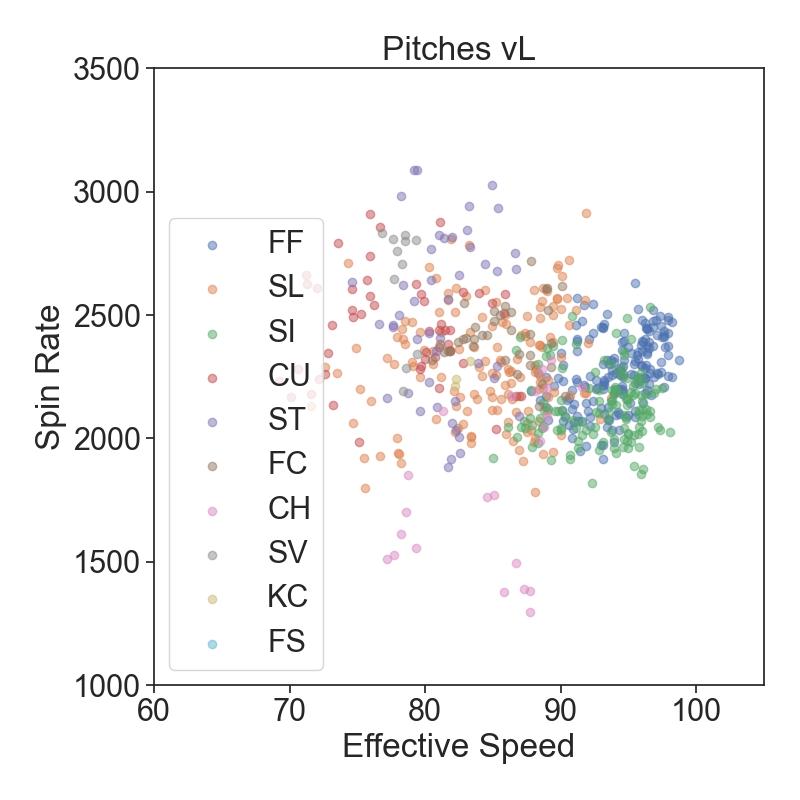 Pitches vL
3500
3000
2500
2000
1500
1000
Spin Rate
FF
SL
SI
CU
ST
FC
CH
SV
KC
FS
60
70
80
90
100
Effective Speed